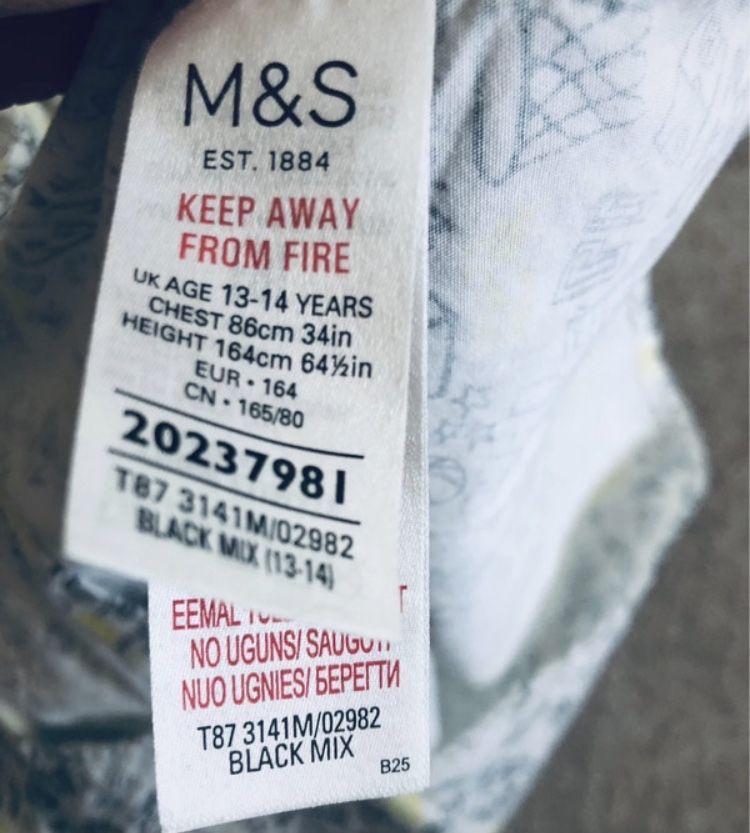 M&S
EST. 1884
KEEP AWAY
FROM FIRE
UK AGE 13-14 YEARS
CHEST 86cm 34in
HEIGHT 164cm 64½in
EUR • 164
CN • 165/80
20237981
T87 3141M/02982
BLACK MIX (13-14)
EEMAL
NO UGUNS/ SAUGOTI
NUO UGNIES/ БЕРЕГТИ
T87 3141M/02982
BLACK MIX
B25